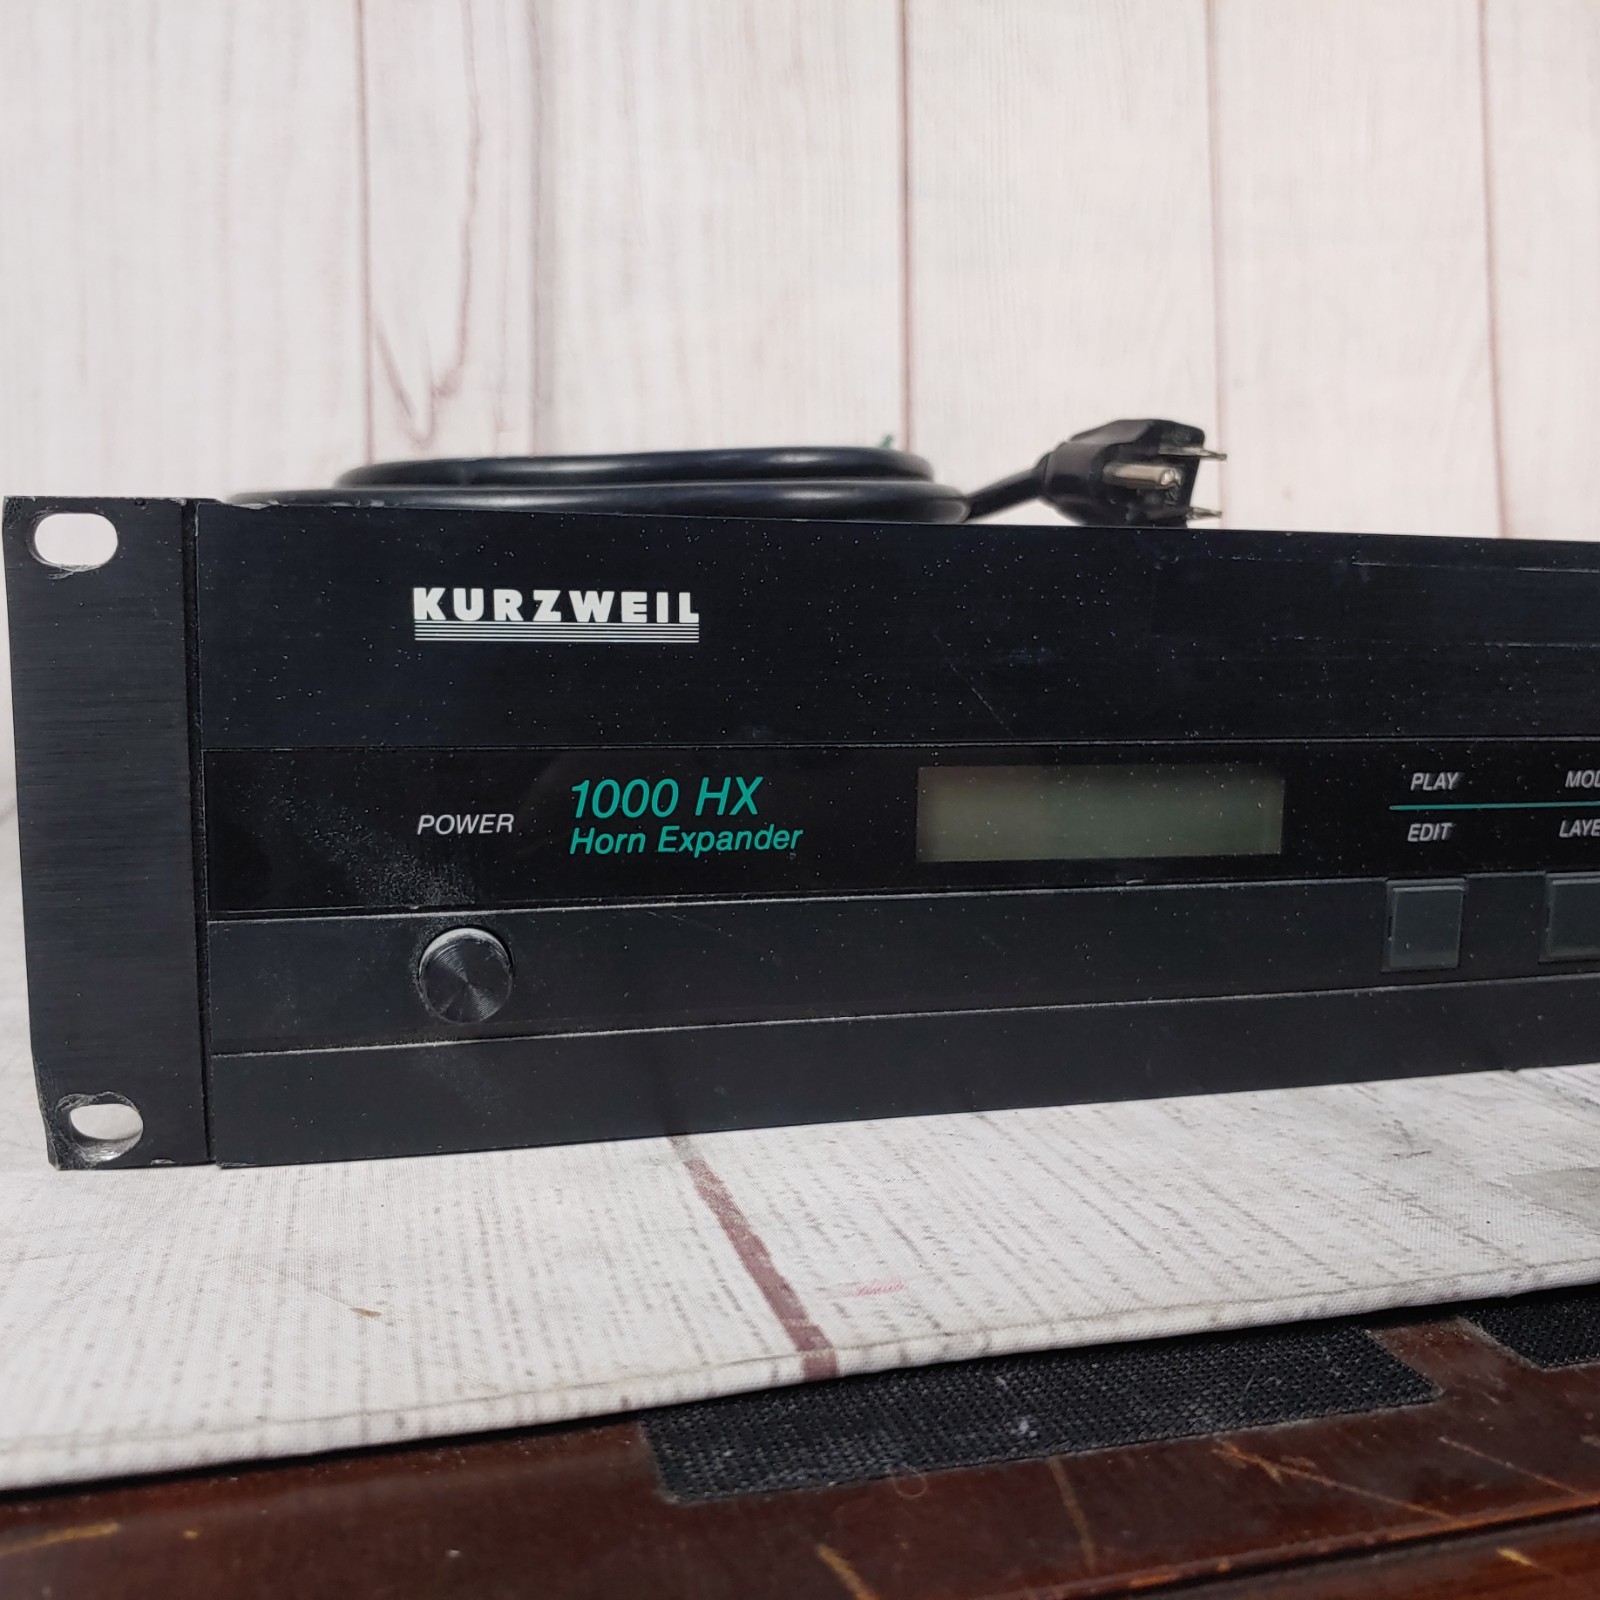 KURZWEIL
POWER
1000 HX
Horn Expander
PLAY
EDIT